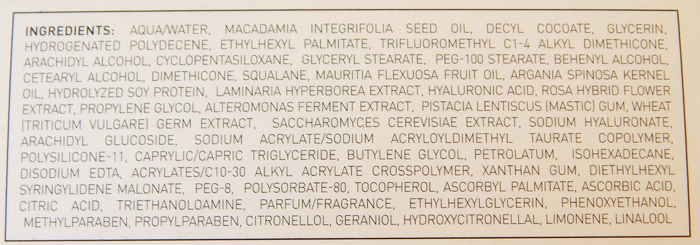 INGREDIENTS: AQUA/WATER, MACADAMIA INTEGRIFOLIA SEED OIL, DECYL COCOATE, GLYCERIN,
HYDROGENATED POLYDECENE, ETHYLHEXYL PALMITATE, TRIFLUOROMETHYL C1-4 ALKYL DIMETHICONE,
ARACHIDYL ALCOHOL, CYCLOPENTASILOXANE, GLYCERYL STEARATE, PEG-100 STEARATE, BEHENYL ALCOHOL,
CETEARYL ALCOHOL, DIMETHICONE, SQUALANE, MAURITIA FLEXUOSA FRUIT OIL, ARGANIA SPINOSA KERNEL
OIL, HYDROLYZED SOY PROTEIN, LAMINARIA HYPERBOREA EXTRACT, HYALURONIC ACID, ROSA HYBRID FLOWER
EXTRACT, PROPYLENE GLYCOL, ALTEROMONAS FERMENT EXTRACT, PISTACIA LENTISCUS (MASTIC) GUM, WHEAT
(TRITICUM VULGARE) GERM EXTRACT, SACCHAROMYCES CEREVISIAE EXTRACT, SODIUM HYALURONATE,
ARACHIDYL GLUCOSIDE, SODIUM ACRYLATE/SODIUM ACRYLOYLDIMETHYL TAURATE COPOLYMER,
POLYSILICONE-11, CAPRYLIC/CAPRIC TRIGLYCERIDE, BUTYLENE GLYCOL, PETROLATUM, ISOHEXADECANE,
DISODIUM EDTA, ACRYLATES/C10-30 ALKYL ACRYLATE CROSSPOLYMER, XANTHAN GUM, DIETHYLHEXYL
SYRINGYLIDENE MALONATE, PEG-8, POLYSORBATE-80, TOCOPHEROL, ASCORBYL PALMITATE, ASCORBIC ACID,
CITRIC ACID, TRIETHANOLAMINE, PARFUM/FRAGRANCE, ETHYLHEXYLGLYCERIN, PHENOXYETHANOL,
METHYLPARABEN, PROPYLPARABEN, CITRONELLOL, GERANIOL, HYDROXYCITRONELLAL, LIMONENE, LINALOOL